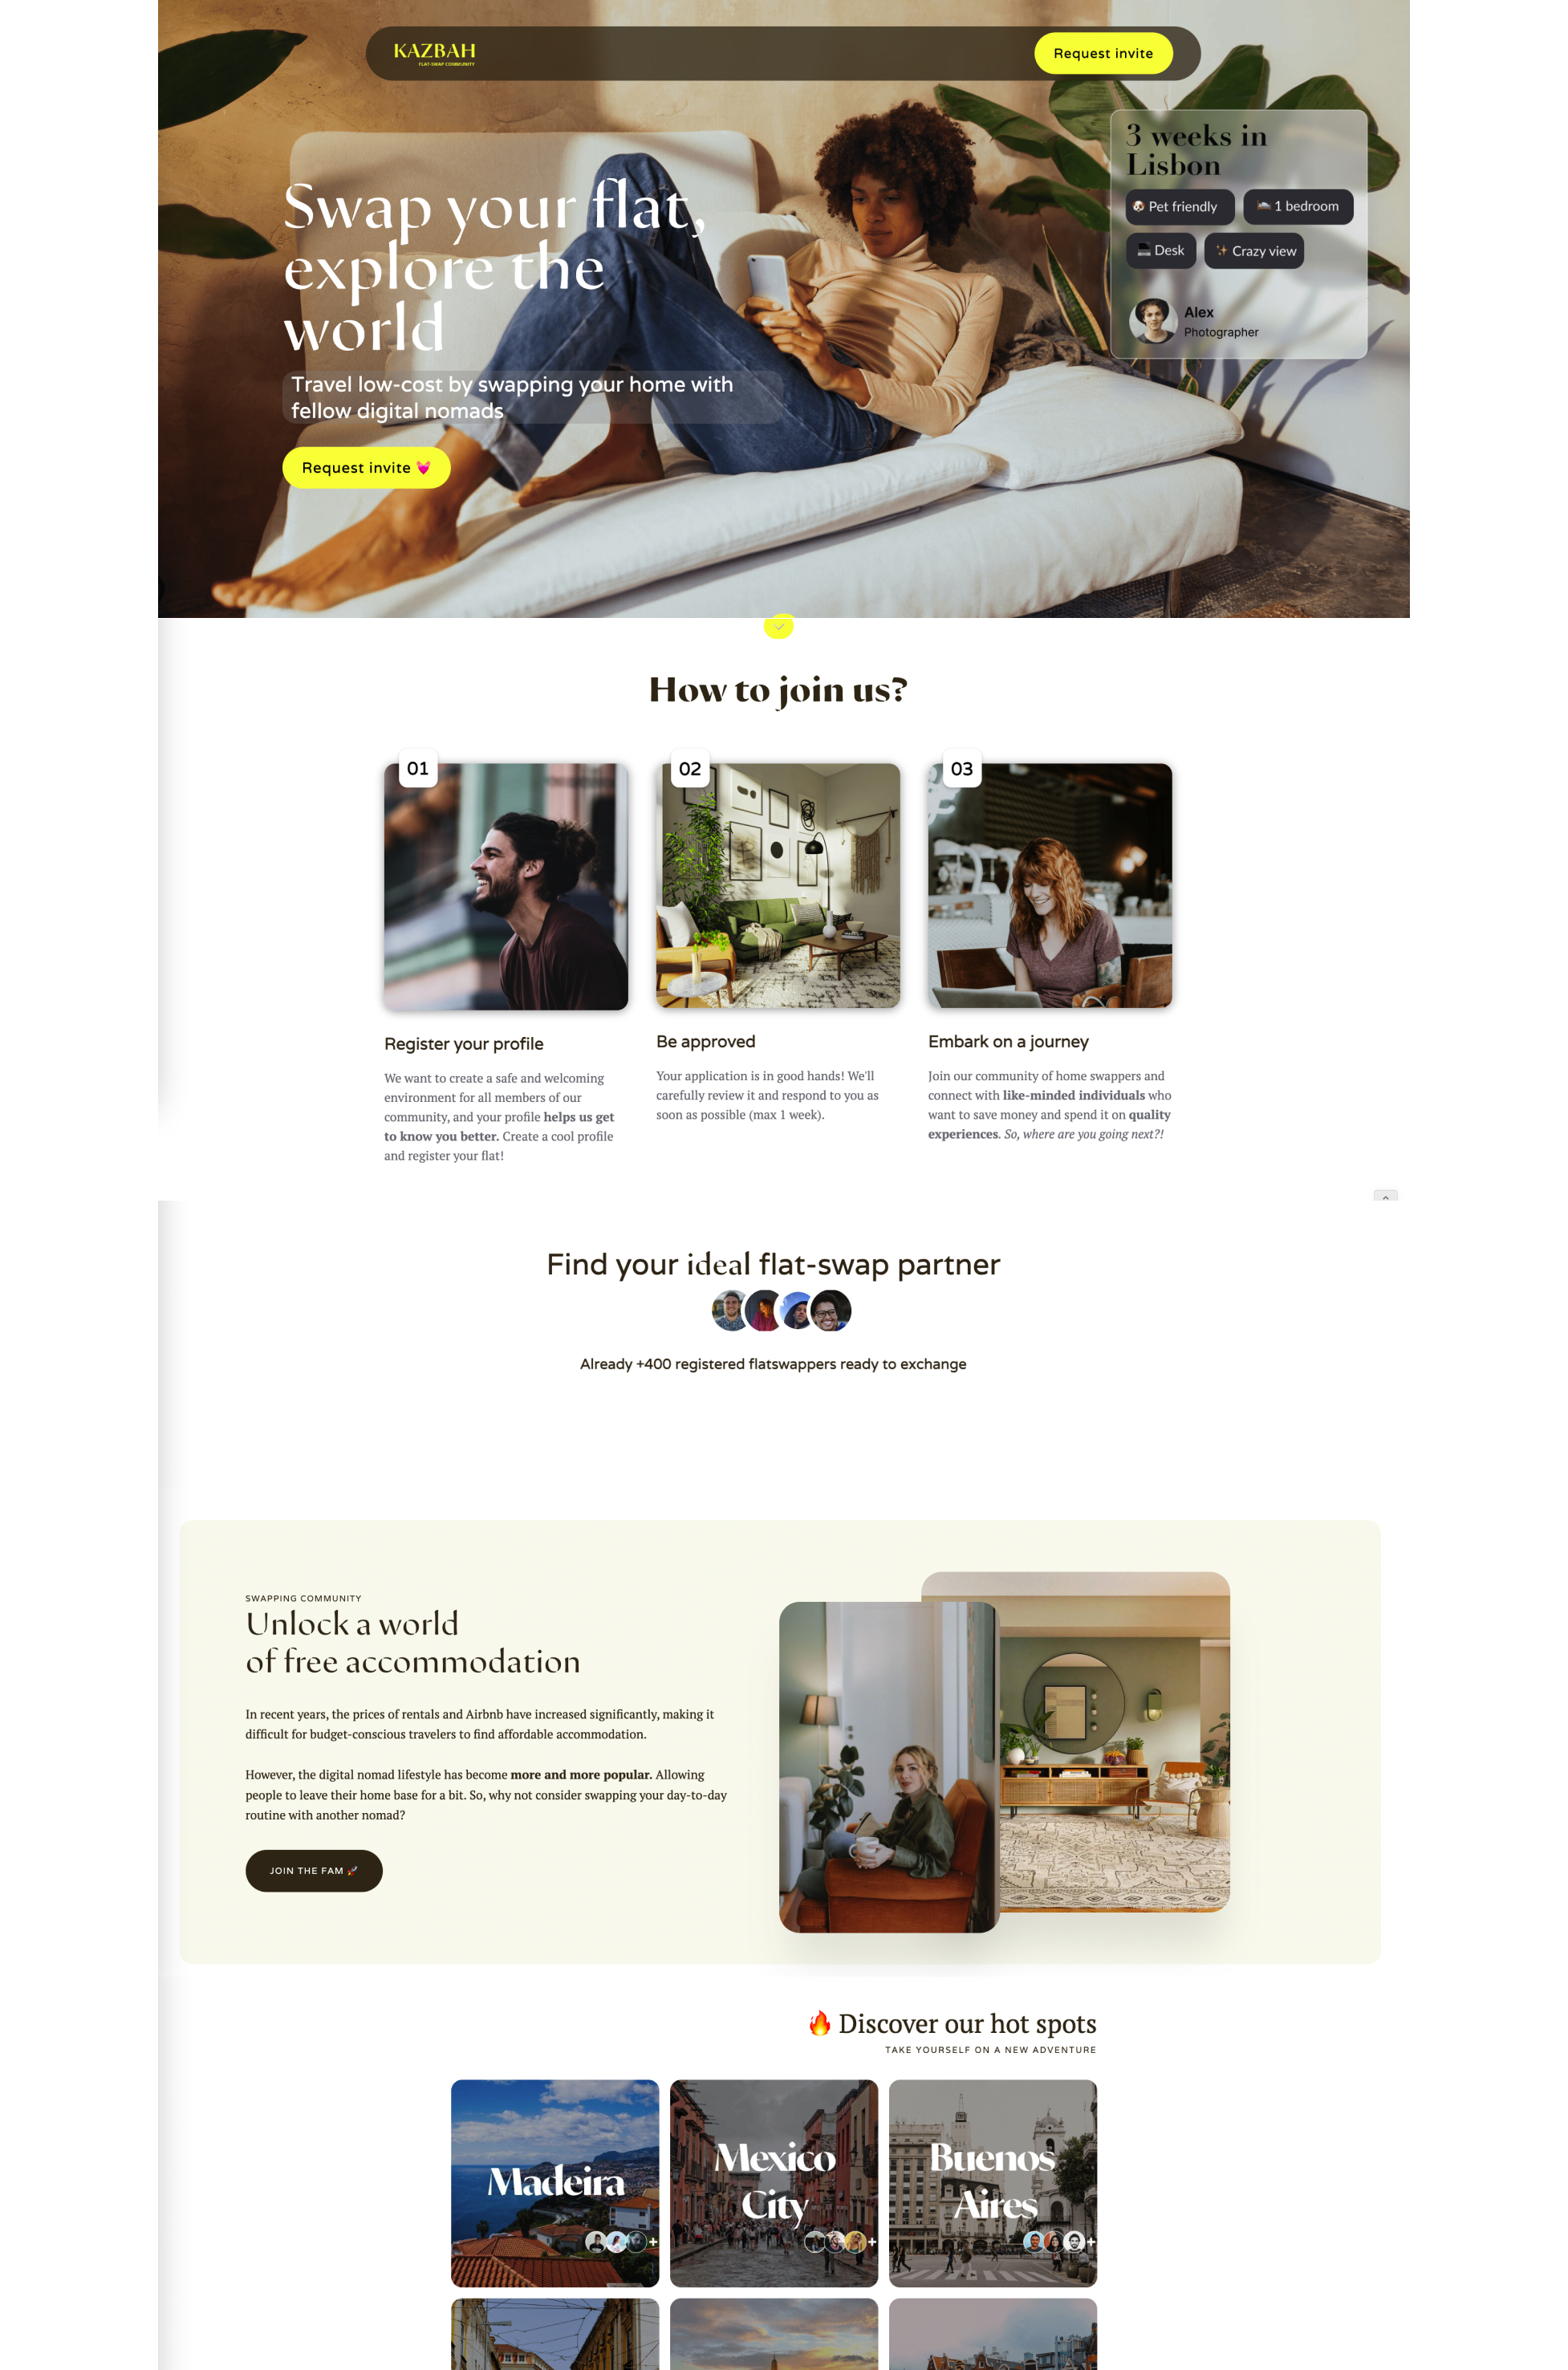 KAZBAH
FLAT-SWAP COMMUNITY
Request invite
Swap your flat,
explore the
world
Travel low-cost by swapping your home with
fellow digital nomads
Request invite 💓
3 weeks in
Lisbon
🐶 Pet friendly
🛏️ 1 bedroom
💻 Desk
✨ Crazy view
Alex
Photographer
How to join us?
01
Register your profile
We want to create a safe and welcoming
environment for all members of our
community, and your profile helps us get
to know you better. Create a cool profile
and register your flat!
02
Be approved
Your application is in good hands! We'll
carefully review it and respond to you as
soon as possible (max 1 week).
03
Embark on a journey
Join our community of home swappers and
connect with like-minded individuals who
want to save money and spend it on quality
experiences. So, where are you going next?!
Find your ideal flat-swap partner
Already +400 registered flatswappers ready to exchange
SWAPPING COMMUNITY
Unlock a world
of free accommodation
In recent years, the prices of rentals and Airbnb have increased significantly, making it
difficult for budget-conscious travelers to find affordable accommodation.
However, the digital nomad lifestyle has become more and more popular. Allowing
people to leave their home base for a bit. So, why not consider swapping your day-to-day
routine with another nomad?
JOIN THE FAM 🚀
🔥 Discover our hot spots
TAKE YOURSELF ON A NEW ADVENTURE
Madeira
+
Mexico
City
+
Buenos
Aires
+